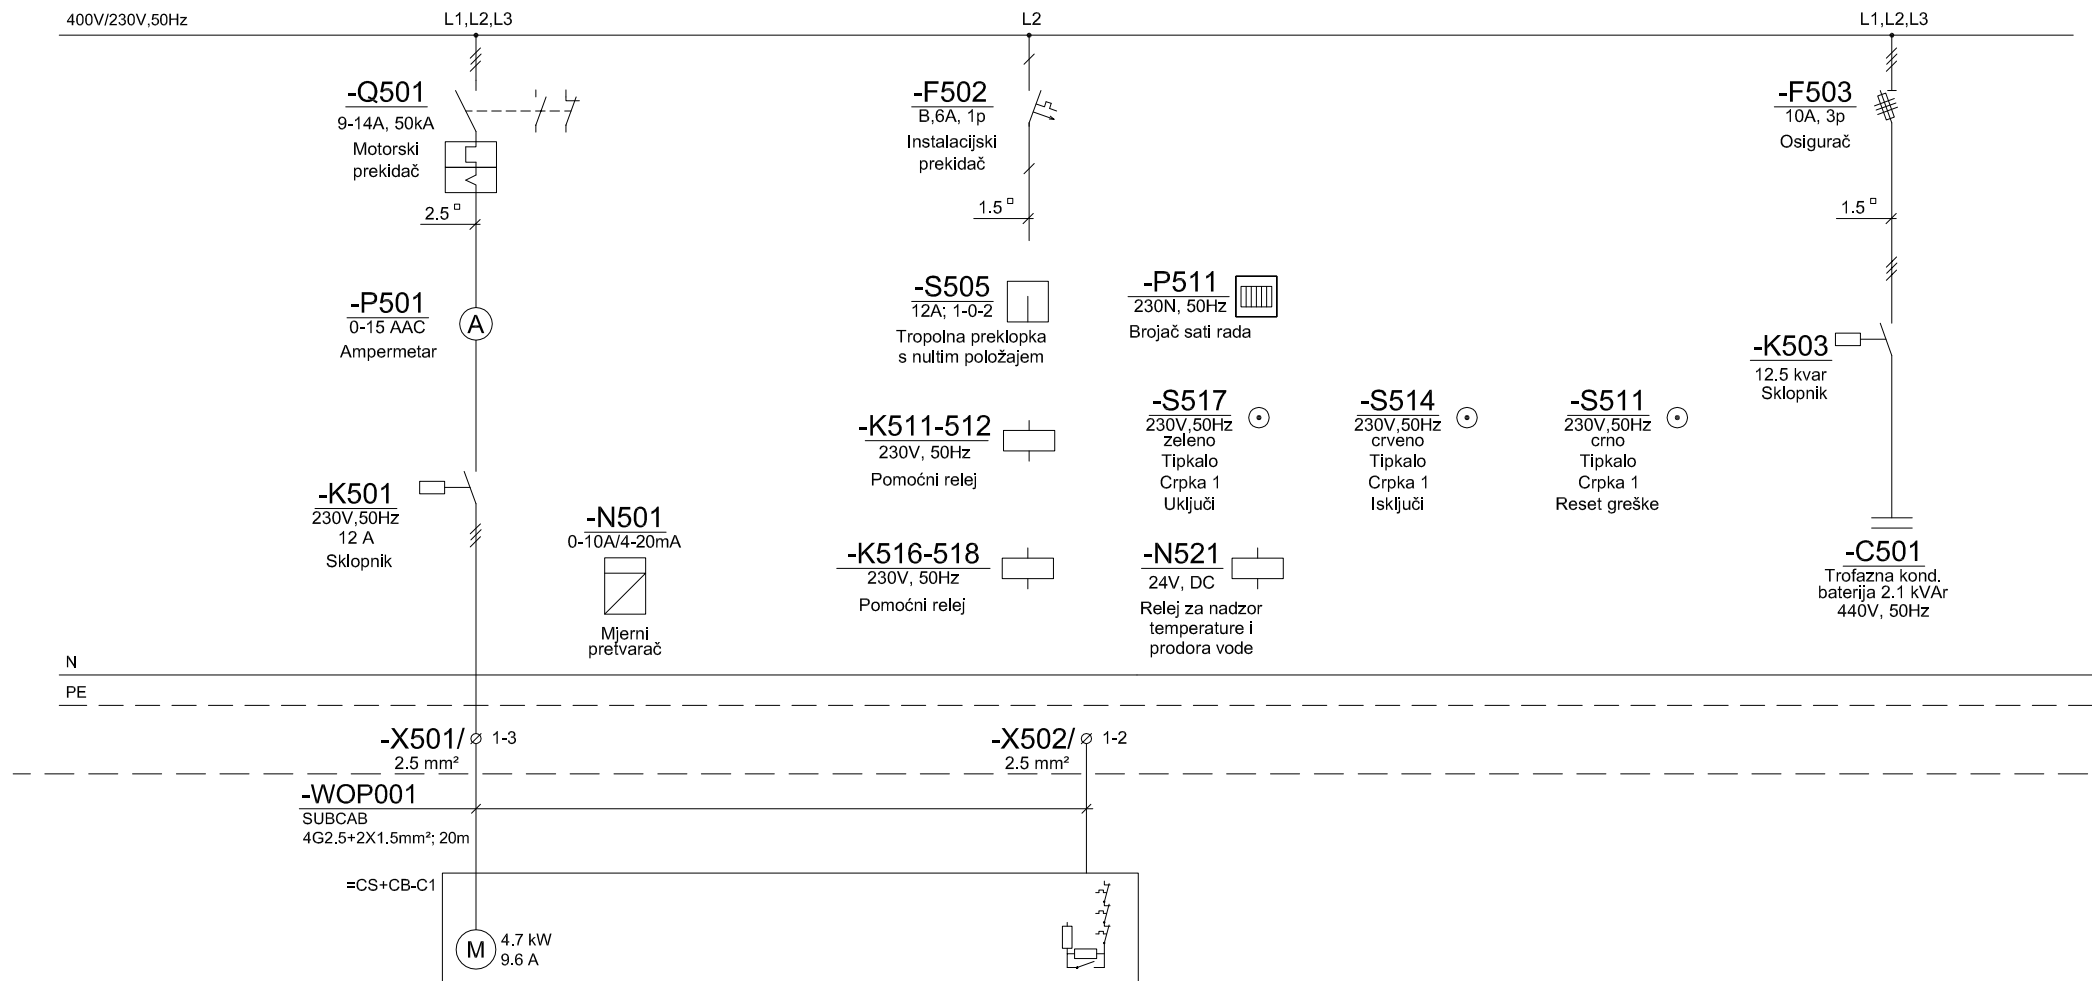 400V/230V,50Hz
L1,L2,L3
L2
L1,L2,L3
-Q501
9-14A, 50kA
Motorski
prekidač
2.5
-F502
B,6A, 1p
Instalacijski
prekidač
1.5
-F503
10A, 3p
Osigurač
1.5
-P501
0-15 AAC
Ampermetar
A
-S505
12A; 1-0-2
Tropolna preklopka
s nultim položajem
-P511
230N, 50Hz
Brojač sati rada
-K503
12.5 kvar
Sklopnik
-K511-512
230V, 50Hz
Pomoćni relej
-S517
230V,50Hz
zeleno
Tipkalo
Crpka 1
Uključi
-S514
230V,50Hz
crveno
Tipkalo
Crpka 1
Isključi
-S511
230V,50Hz
crno
Tipkalo
Crpka 1
Reset greške
-K501
230V,50Hz
12 A
Sklopnik
-N501
0-10A/4-20mA
Mjerni
pretvarač
-K516-518
230V, 50Hz
Pomoćni relej
-N521
24V, DC
Relej za nadzor
temperature i
prodora vode
-C501
Trofazna kond.
baterija 2.1 kVAr
440V, 50Hz
N
PE
-X501/ 1-3
2.5 mm²
-X502/ 1-2
2.5 mm²
-WOP001
SUBCAB
4G2.5+2X1.5mm²; 20m
=CS+CB-C1
M
4.7 kW
9.6 A